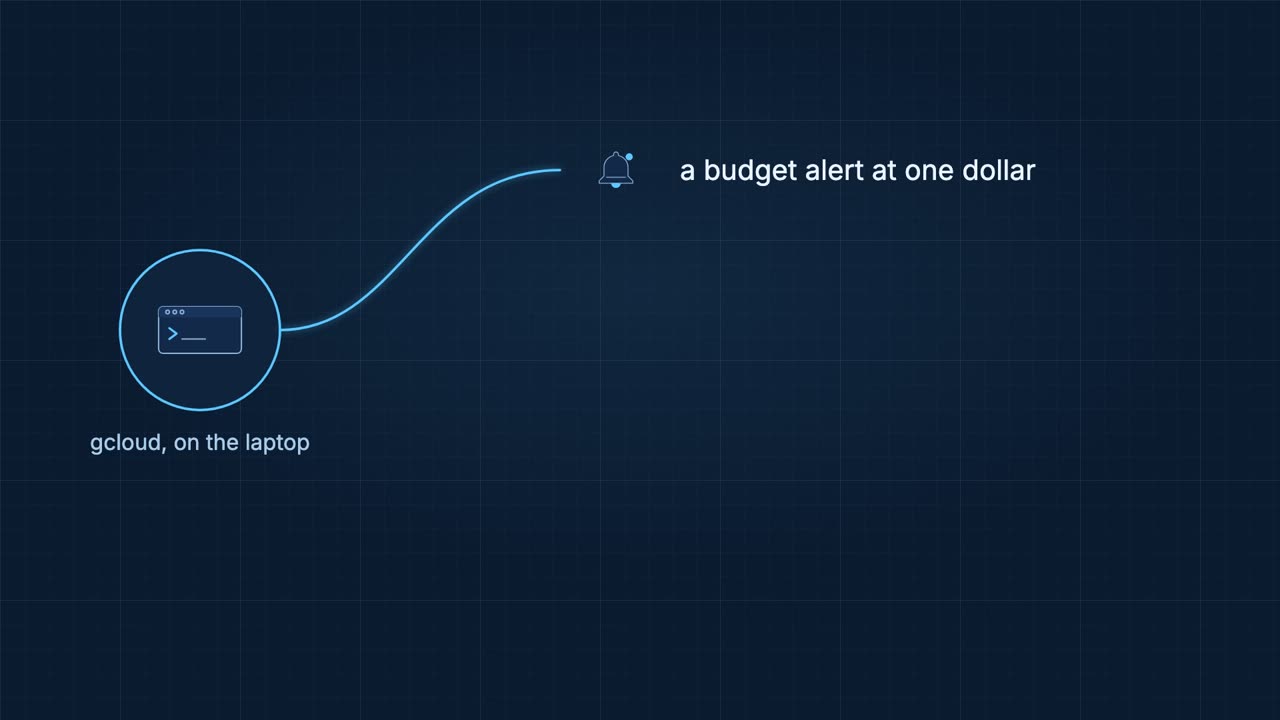 a budget alert at one dollar
gcloud, on the laptop